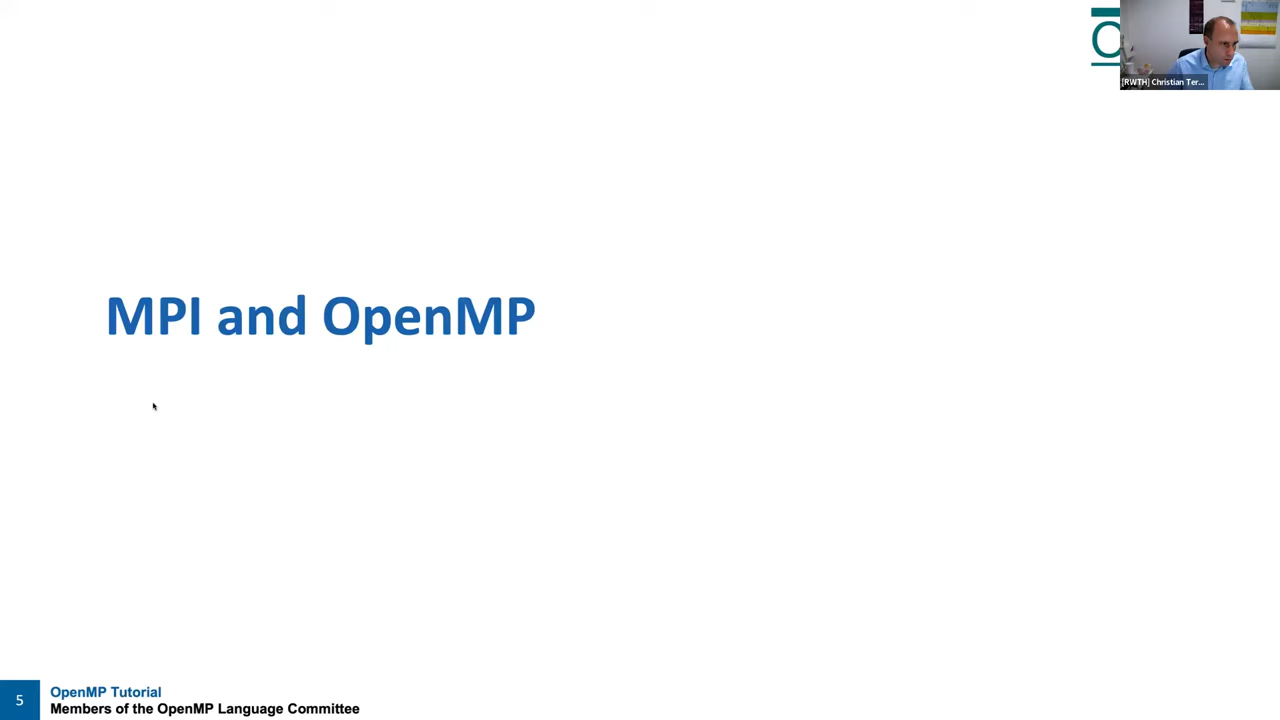 [RWTH] Christian Ter...
MPI and OpenMP
5
OpenMP Tutorial
Members of the OpenMP Language Committee